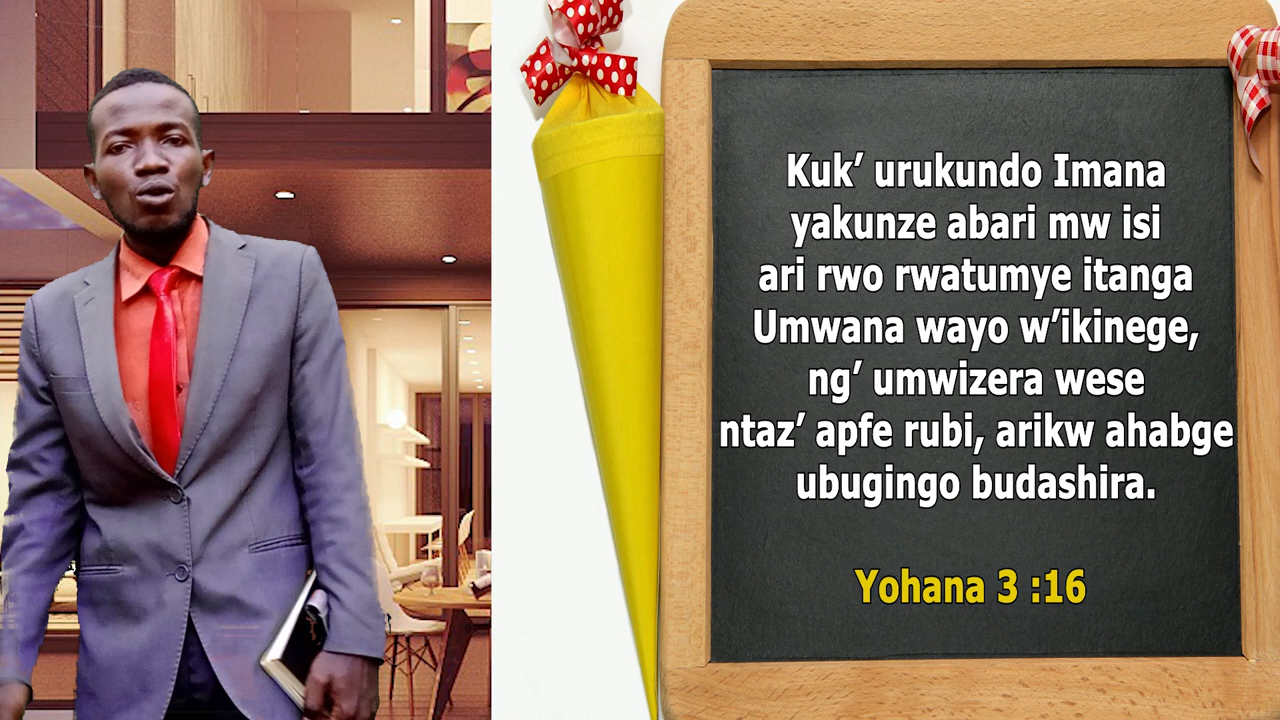 Kuk’ urukundo Imana
yakunze abari mw isi
ari rwo rwatumye itanga
Umwana wayo w’ikinege,
ng’ umwizera wese
ntaz’ apfe rubi, arikw ahabge
ubugingo budashira.
Yohana 3 :16